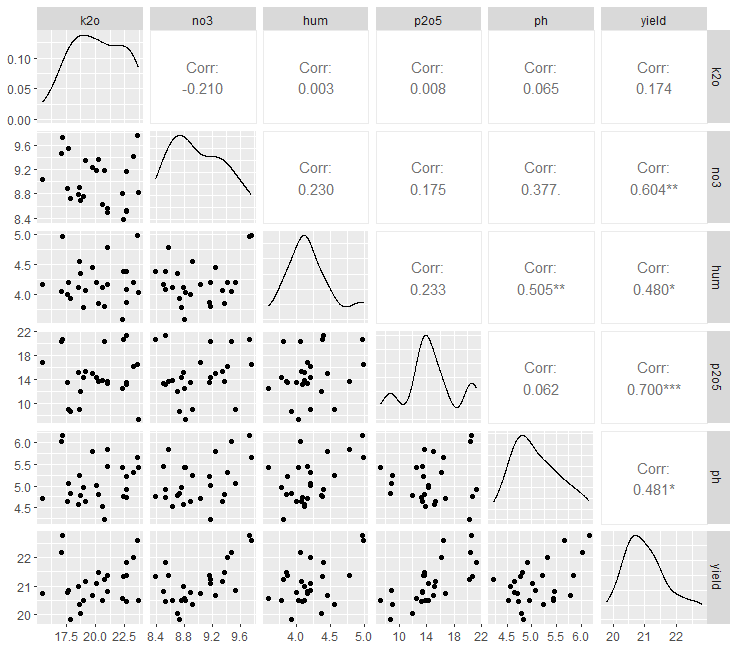 k2o no3 hum p2o5 ph yield
0.10
0.05
0.00
Corr: Corr: Corr: Corr: Corr:
-0.210 0.003 0.008 0.065 0.174
k2o
9.6
9.2
8.8
8.4
Corr: Corr: Corr: Corr:
0.230 0.175 0.377. 0.604**
no3
5.0
4.5
4.0
Corr: Corr: Corr:
0.233 0.505** 0.480*
hum
22
18
14
10
Corr: Corr:
0.062 0.700***
p2o5
6.0
5.5
5.0
4.5
Corr:
0.481*
ph
22
21
20
yield
17.5 20.0 22.5 8.4 8.8 9.2 9.6 4.0 4.5 5.0 10 14 18 22 4.5 5.0 5.5 6.0 20 21 22